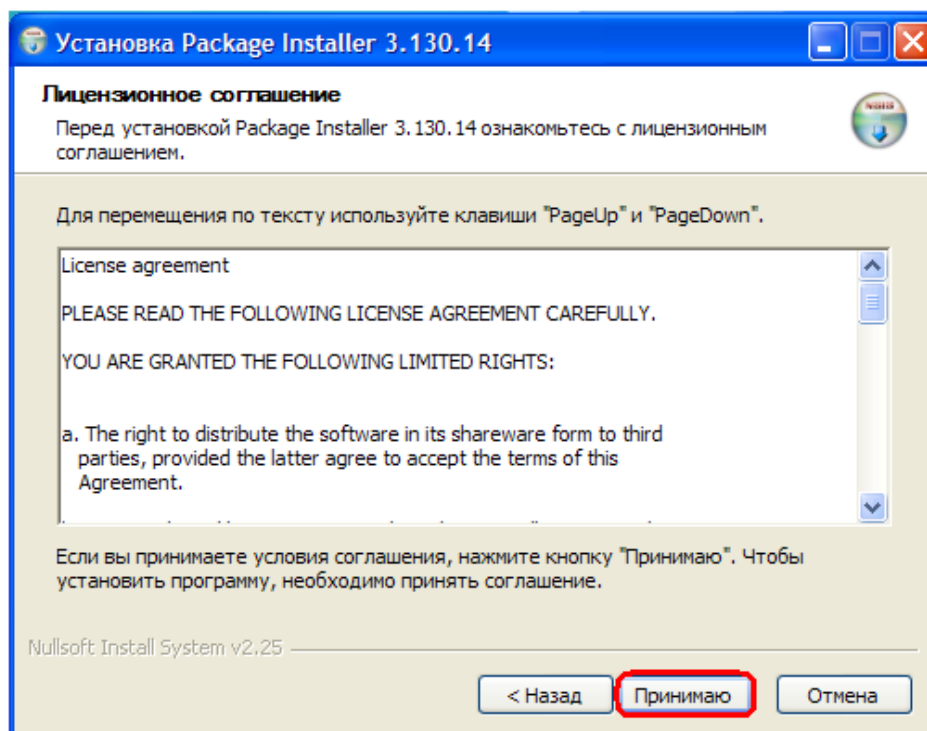 Установка Package Installer 3.130.14
Лицензионное соглашение
Перед установкой Package Installer 3.130.14 ознакомьтесь с лицензионным
соглашением.
Для перемещения по тексту используйте клавиши "PageUp" и "PageDown".
License agreement
PLEASE READ THE FOLLOWING LICENSE AGREEMENT CAREFULLY.
YOU ARE GRANTED THE FOLLOWING LIMITED RIGHTS:
a. The right to distribute the software in its shareware form to third
parties, provided the latter agree to accept the terms of this
Agreement.
Если вы принимаете условия соглашения, нажмите кнопку "Принимаю". Чтобы
установить программу, необходимо принять соглашение.
Nullsoft Install System v2.25
< Назад
Принимаю
Отмена